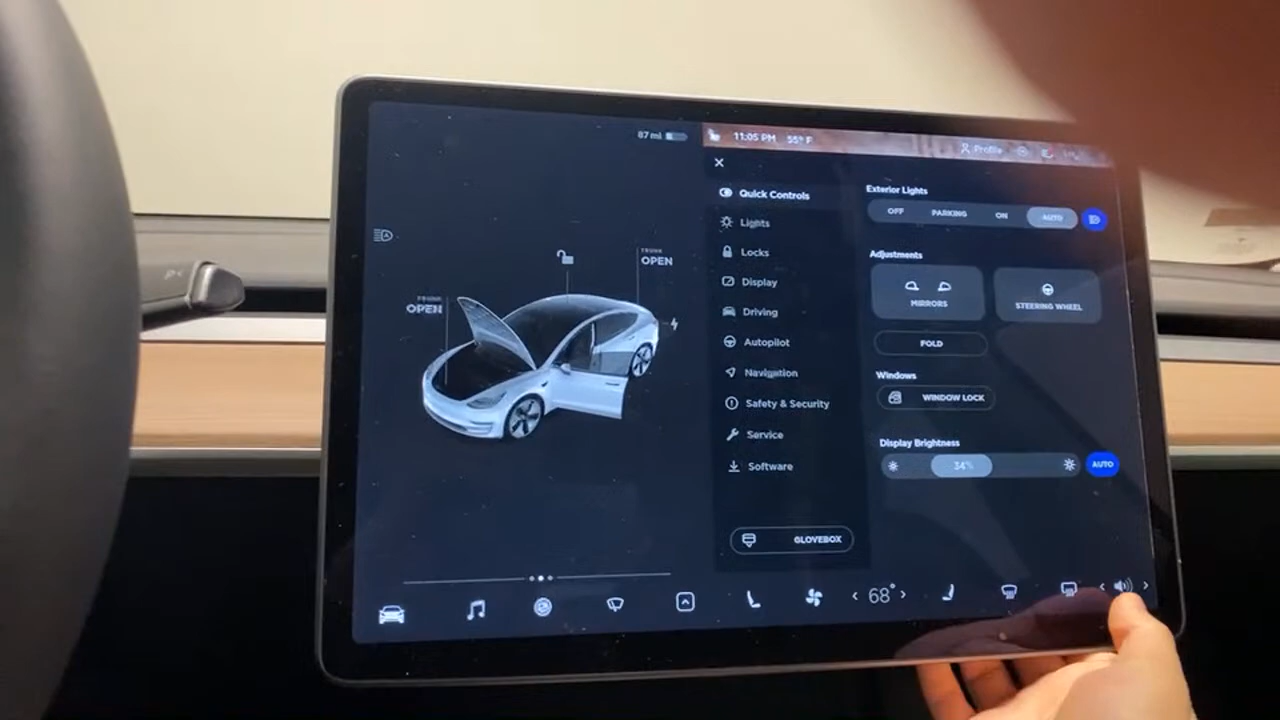 87 mi
11:05 PM 55° F
Profile
Quick Controls
Lights
Locks
Display
Driving
Autopilot
Navigation
Safety & Security
Service
Software
GLOVEBOX
Exterior Lights
OFF PARKING ON AUTO
Adjustments
MIRRORS
STEERING WHEEL
FOLD
Windows
WINDOW LOCK
Display Brightness
34%
AUTO
TRUNK
OPEN
OPEN
68°